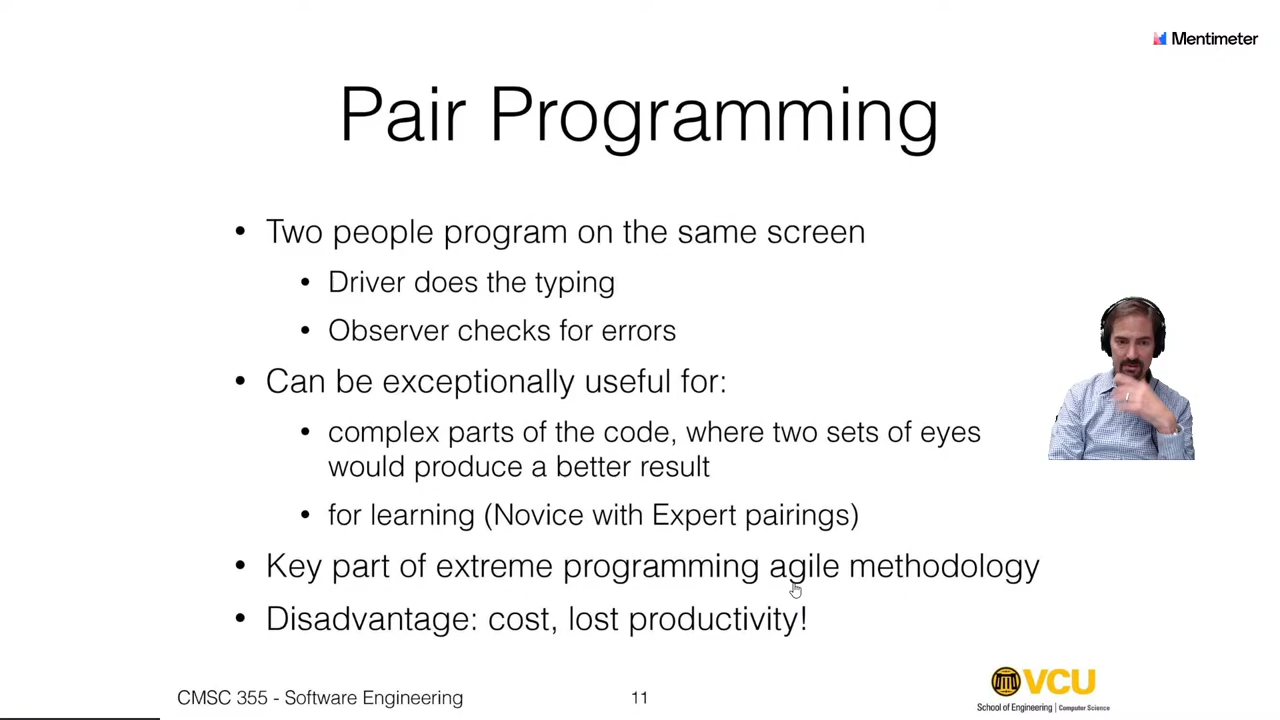 Mentimeter
Pair Programming
• Two people program on the same screen
• Driver does the typing
• Observer checks for errors
• Can be exceptionally useful for:
• complex parts of the code, where two sets of eyes
would produce a better result
• for learning (Novice with Expert pairings)
• Key part of extreme programming agile methodology
• Disadvantage: cost, lost productivity!
CMSC 355 - Software Engineering
11
VCU
School of Engineering | Computer Science